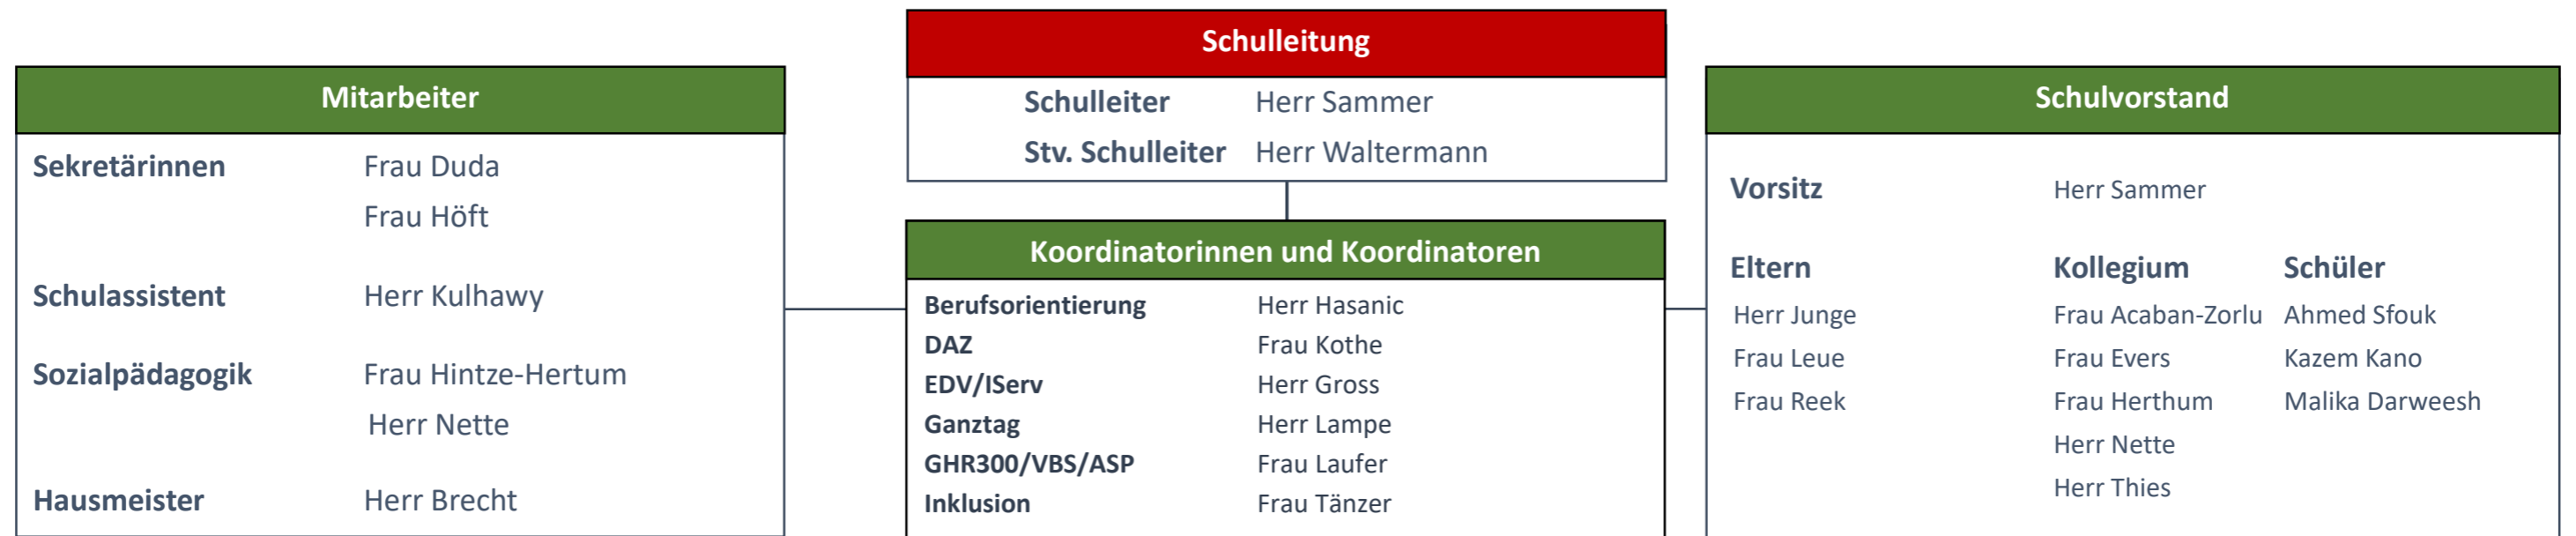 Schulleitung
Schulleiter Herr Sammer
Stv. Schulleiter Herr Waltermann
Mitarbeiter
Sekretärinnen Frau Duda
Frau Höft
Schulassistent Herr Kulhawy
Sozialpädagogik Frau Hintze-Hertum
Herr Nette
Hausmeister Herr Brecht
Koordinatorinnen und Koordinatoren
Berufsorientierung Herr Hasanic
DAZ Frau Kothe
EDV/IServ Herr Gross
Ganztag Herr Lampe
GHR300/VBS/ASP Frau Laufer
Inklusion Frau Tänzer
Schulvorstand
Vorsitz Herr Sammer
Eltern Kollegium Schüler
Herr Junge Frau Acaban-Zorlu Ahmed Sfouk
Frau Leue Frau Evers Kazem Kano
Frau Reek Frau Herthum Malika Darweesh
Herr Nette
Herr Thies